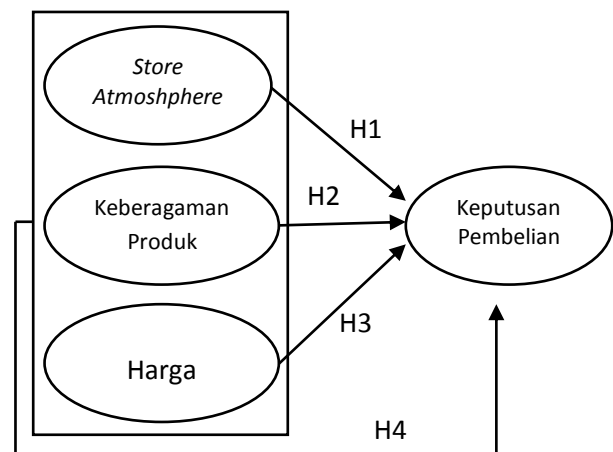 Store
Atmoshphere
H1
Keberagaman
Produk
H2
Keputusan
Pembelian
H3
Harga
H4